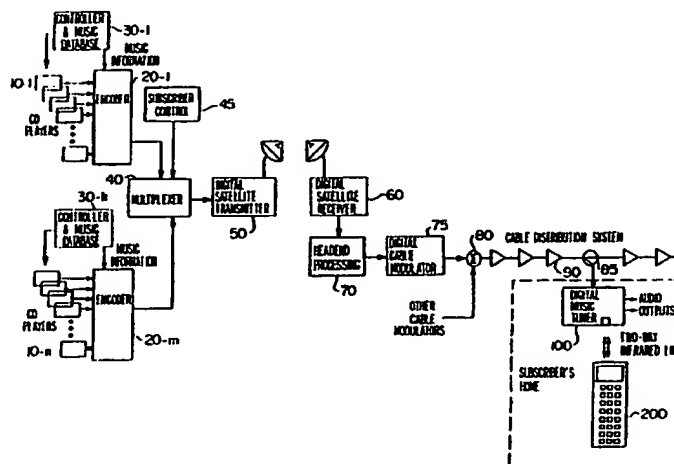 CONTROLLER
& MUSIC
DATABASE
30-1
MUSIC
INFORMATION
20-1
10-1
CD
PLAYERS
ENCODER
SUBSCRIBER
CONTROL
45
40
MULTIPLEXER
DIGITAL
SATELLITE
TRANSMITTER
50
DIGITAL
SATELLITE
RECEIVER
60
HEADEND
PROCESSING
70
DIGITAL
CABLE
MODULATOR
75
80
CABLE DISTRIBUTION SYSTEM
90
85
OTHER
CABLE
MODULATORS
DIGITAL
MUSIC
TUNER
100
AUDIO
OUTPUTS
TWO-WAY
INFRARED
SUBSCRIBER'S
HOME
200
30-k
CONTROLLER
& MUSIC
DATABASE
MUSIC
INFORMATION
CD
PLAYERS
ENCODER
10-n
20-m